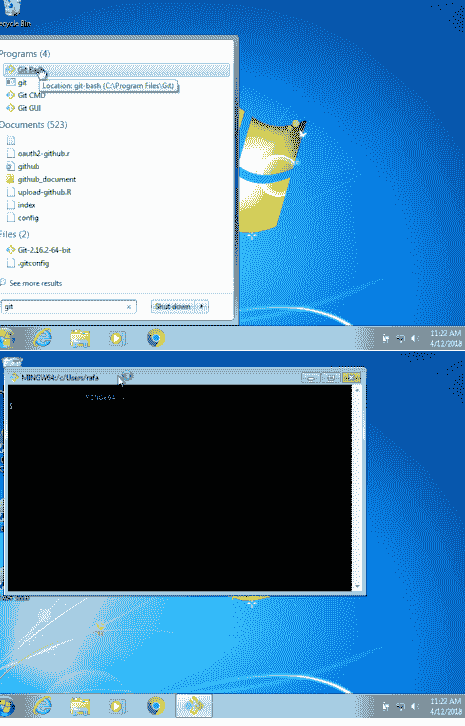 ecycle Bin
Programs (4)
Git Bash
git
Location: git-bash (C:\Program Files\Git)
Git CMD
Git GUI
Documents (523)
oauth2-github.r
github
github_document
upload-github.R
index
config
Files (2)
Git-2.16.2-64-bit
.gitconfig
See more results
git
Shut down
11:22 AM
4/12/2018
MINGW64:/c/Users/rafa
MINGW64 ~
$
11:22 AM
4/12/2018